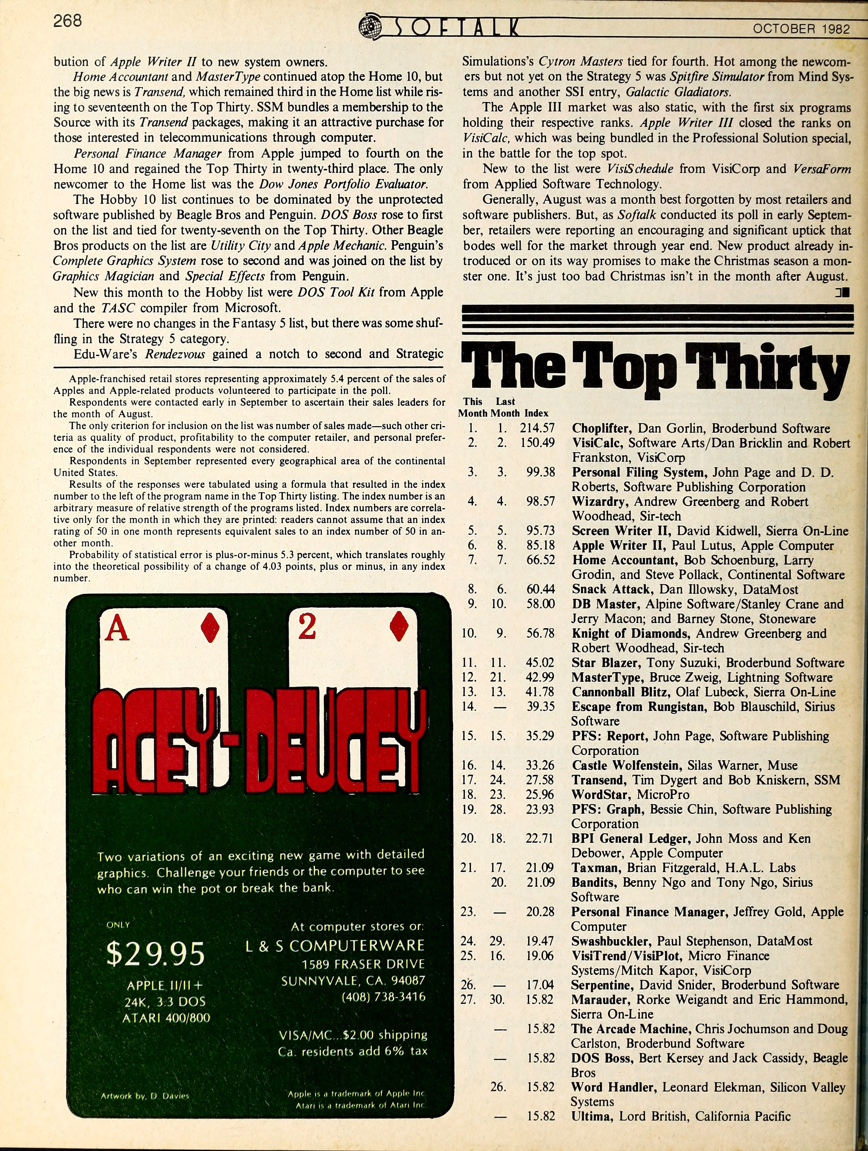 268
SOFTALK
OCTOBER 1982
bution of Apple Writer II to new system owners.
Home Accountant and MasterType continued atop the Home 10, but
the big news is Transend, which remained third in the Home list while ris-
ing to seventeenth on the Top Thirty. SSM bundles a membership to the
Source with its Transend packages, making it an attractive purchase for
those interested in telecommunications through computer.
Personal Finance Manager from Apple jumped to fourth on the
Home 10 and regained the Top Thirty in twenty-third place. The only
newcomer to the Home list was the Dow Jones Portfolio Evaluator.
The Hobby 10 list continues to be dominated by the unprotected
software published by Beagle Bros and Penguin. DOS Boss rose to first
on the list and tied for twenty-seventh on the Top Thirty. Other Beagle
Bros products on the list are Utility City and Apple Mechanic. Penguin's
Complete Graphics System rose to second and was joined on the list by
Graphics Magician and Special Effects from Penguin.
New this month to the Hobby list were DOS Tool Kit from Apple
and the TASC compiler from Microsoft.
There were no changes in the Fantasy 5 list, but there was some shuf-
fling in the Strategy 5 category.
Edu-Ware's Rendezvous gained a notch to second and Strategic
Apple-franchised retail stores representing approximately 5.4 percent of the sales of
Apples and Apple-related products volunteered to participate in the poll.
Respondents were contacted early in September to ascertain their sales leaders for
the month of August.
The only criterion for inclusion on the list was number of sales made—such other cri-
teria as quality of product, profitability to the computer retailer, and personal prefer-
ence of the individual respondents were not considered.
Respondents in September represented every geographical area of the continental
United States.
Results of the responses were tabulated using a formula that resulted in the index
number to the left of the program name in the Top Thirty listing. The index number is an
arbitrary measure of relative strength of the programs listed. Index numbers are correla-
tive only for the month in which they are printed: readers cannot assume that an index
rating of 50 in one month represents equivalent sales to an index number of 50 in an-
other month.
Probability of statistical error is plus-or-minus 5.3 percent, which translates roughly
into the theoretical possibility of a change of 4.03 points, plus or minus, in any index
number.
A 2
ACEY-DEUCEY
Two variations of an exciting new game with detailed
graphics. Challenge your friends or the computer to see
who can win the pot or break the bank.
ONLY
$29.95
APPLE II/II +
24K, 3.3 DOS
ATARI 400/800
At computer stores or:
L & S COMPUTERWARE
1589 FRASER DRIVE
SUNNYVALE, CA. 94087
(408) 738-3416
VISA/MC...$2.00 shipping
Ca. residents add 6% tax
Artwork by, D. Davies
Apple is a trademark of Apple Inc.
Atari is a trademark of Atari Inc.
Simulations's Cytron Masters tied for fourth. Hot among the newcom-
ers but not yet on the Strategy 5 was Spitfire Simulator from Mind Sys-
tems and another SSI entry, Galactic Gladiators.
The Apple III market was also static, with the first six programs
holding their respective ranks. Apple Writer III closed the ranks on
VisiCalc, which was being bundled in the Professional Solution special,
in the battle for the top spot.
New to the list were VisiSchedule from VisiCorp and VersaForm
from Applied Software Technology.
Generally, August was a month best forgotten by most retailers and
software publishers. But, as Softalk conducted its poll in early Septem-
ber, retailers were reporting an encouraging and significant uptick that
bodes well for the market through year end. New product already in-
troduced or on its way promises to make the Christmas season a mon-
ster one. It's just too bad Christmas isn't in the month after August.
The Top Thirty
This Last
Month Month Index
1. 1. 214.57 Choplifter, Dan Gorlin, Broderbund Software
2. 2. 150.49 VisiCalc, Software Arts/Dan Bricklin and Robert
Frankston, VisiCorp
3. 3. 99.38 Personal Filing System, John Page and D. D.
Roberts, Software Publishing Corporation
4. 4. 98.57 Wizardry, Andrew Greenberg and Robert
Woodhead, Sir-tech
5. 5. 95.73 Screen Writer II, David Kidwell, Sierra On-Line
6. 8. 85.18 Apple Writer II, Paul Lutus, Apple Computer
7. 7. 66.52 Home Accountant, Bob Schoenburg, Larry
Grodin, and Steve Pollack, Continental Software
8. 6. 60.44 Snack Attack, Dan Illowsky, DataMost
9. 10. 58.00 DB Master, Alpine Software/Stanley Crane and
Jerry Macon; and Barney Stone, Stoneware
10. 9. 56.78 Knight of Diamonds, Andrew Greenberg and
Robert Woodhead, Sir-tech
11. 11. 45.02 Star Blazer, Tony Suzuki, Broderbund Software
12. 21. 42.99 MasterType, Bruce Zweig, Lightning Software
13. 13. 41.78 Cannonball Blitz, Olaf Lubeck, Sierra On-Line
14. — 39.35 Escape from Rungistan, Bob Blauschild, Sirius
Software
15. 15. 35.29 PFS: Report, John Page, Software Publishing
Corporation
16. 14. 33.26 Castle Wolfenstein, Silas Warner, Muse
17. 24. 27.58 Transend, Tim Dygert and Bob Kniskern, SSM
18. 23. 25.96 WordStar, MicroPro
19. 28. 23.93 PFS: Graph, Bessie Chin, Software Publishing
Corporation
20. 18. 22.71 BPI General Ledger, John Moss and Ken
Debower, Apple Computer
21. 17. 21.09 Taxman, Brian Fitzgerald, H.A.L. Labs
20. 21.09 Bandits, Benny Ngo and Tony Ngo, Sirius
Software
23. — 20.28 Personal Finance Manager, Jeffrey Gold, Apple
Computer
24. 29. 19.47 Swashbuckler, Paul Stephenson, DataMost
25. 16. 19.06 VisiTrend/VisiPlot, Micro Finance
Systems/Mitch Kapor, VisiCorp
26. — 17.04 Serpentine, David Snider, Broderbund Software
27. 30. 15.82 Marauder, Rorke Weigandt and Eric Hammond,
Sierra On-Line
— 15.82 The Arcade Machine, Chris Jochumson and Doug
Carlston, Broderbund Software
— 15.82 DOS Boss, Bert Kersey and Jack Cassidy, Beagle
Bros
26. 15.82 Word Handler, Leonard Elekman, Silicon Valley
Systems
— 15.82 Ultima, Lord British, California Pacific